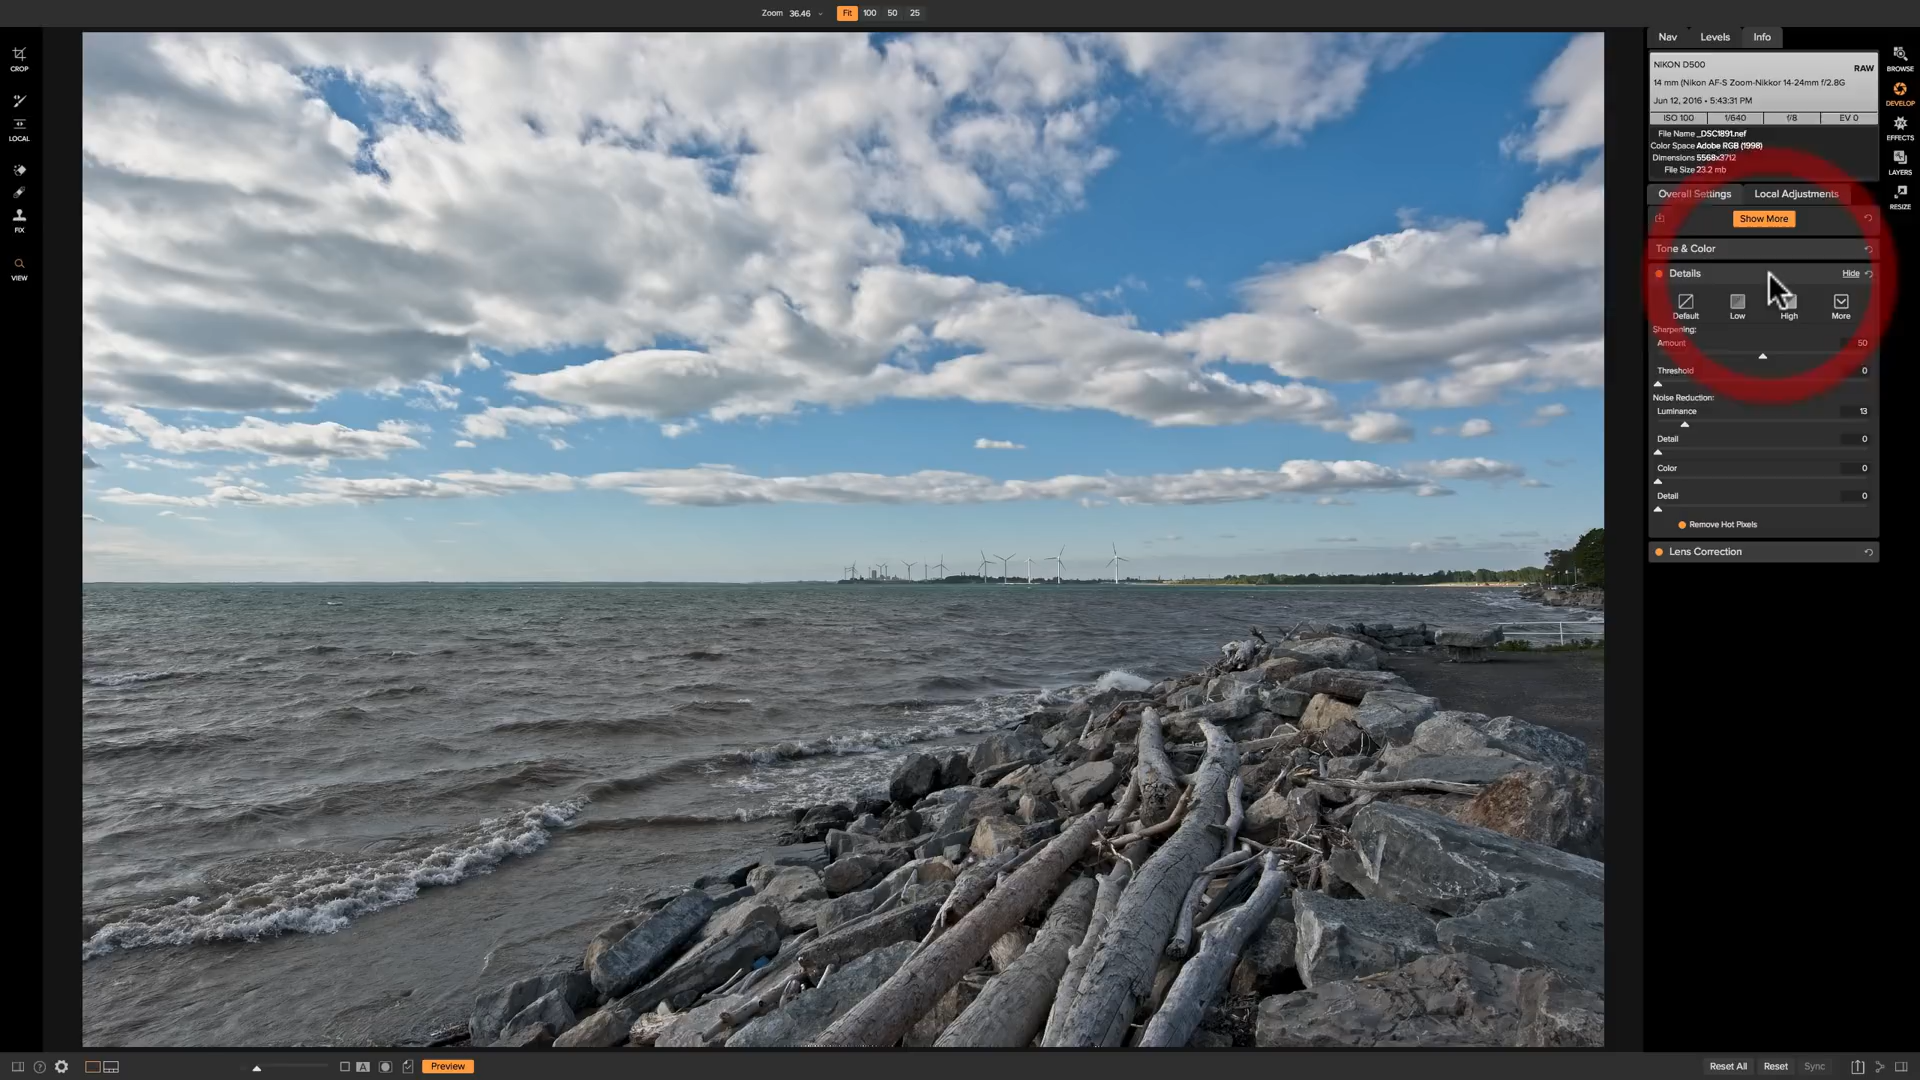 Zoom 36.46 Fit 100 50 25
CROP
LOCAL
FIX
VIEW
Nav Levels Info
NIKON D500 RAW
14 mm (Nikon AF-S Zoom-Nikkor 14-24mm f/2.8G
Jun 12, 2016 • 5:43:31 PM
ISO 100 f/640 f/8 EV 0
File Name _DSC1891.nef
Color Space Adobe RGB (1998)
Dimensions 5568x3712
File Size 23.2 mb
Overall Settings Local Adjustments
Show More
Tone & Color
Details Hide
Default Low High More
Sharpening:
Amount 50
Threshold 0
Noise Reduction:
Luminance 13
Detail 0
Color 0
Detail 0
Remove Hot Pixels
Lens Correction
BROWSE
DEVELOP
EFFECTS
LAYERS
RESIZE
A Preview
Reset All Reset Sync